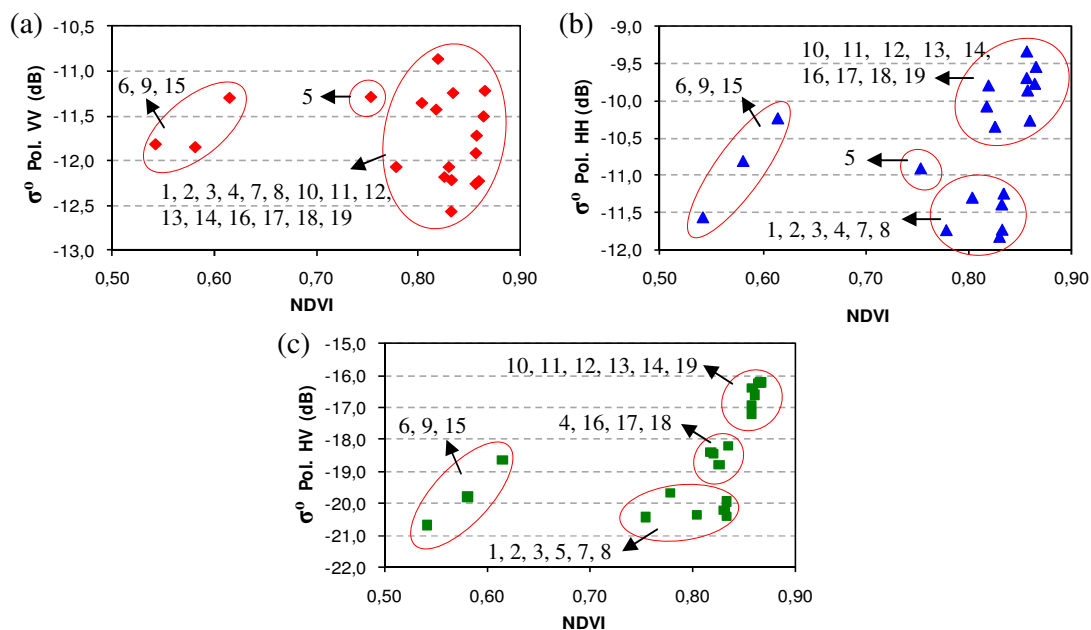 (a)
-10,5
-11,0
-11,5
-12,0
-12,5
-13,0
σ⁰ Pol. VV (dB)
6, 9, 15
5
1, 2, 3, 4, 7, 8, 10, 11, 12,
13, 14, 16, 17, 18, 19
0,50 0,60 0,70 0,80 0,90
NDVI
(b)
-9,0
-9,5
-10,0
-10,5
-11,0
-11,5
-12,0
σ⁰ Pol. HH (dB)
10, 11, 12, 13, 14,
16, 17, 18, 19
6, 9, 15
5
1, 2, 3, 4, 7, 8
0,50 0,60 0,70 0,80 0,90
NDVI
(c)
-15,0
-16,0
-17,0
-18,0
-19,0
-20,0
-21,0
-22,0
σ⁰ Pol. HV (dB)
10, 11, 12, 13, 14, 19
6, 9, 15
4, 16, 17, 18
1, 2, 3, 5, 7, 8
0,50 0,60 0,70 0,80 0,90
NDVI